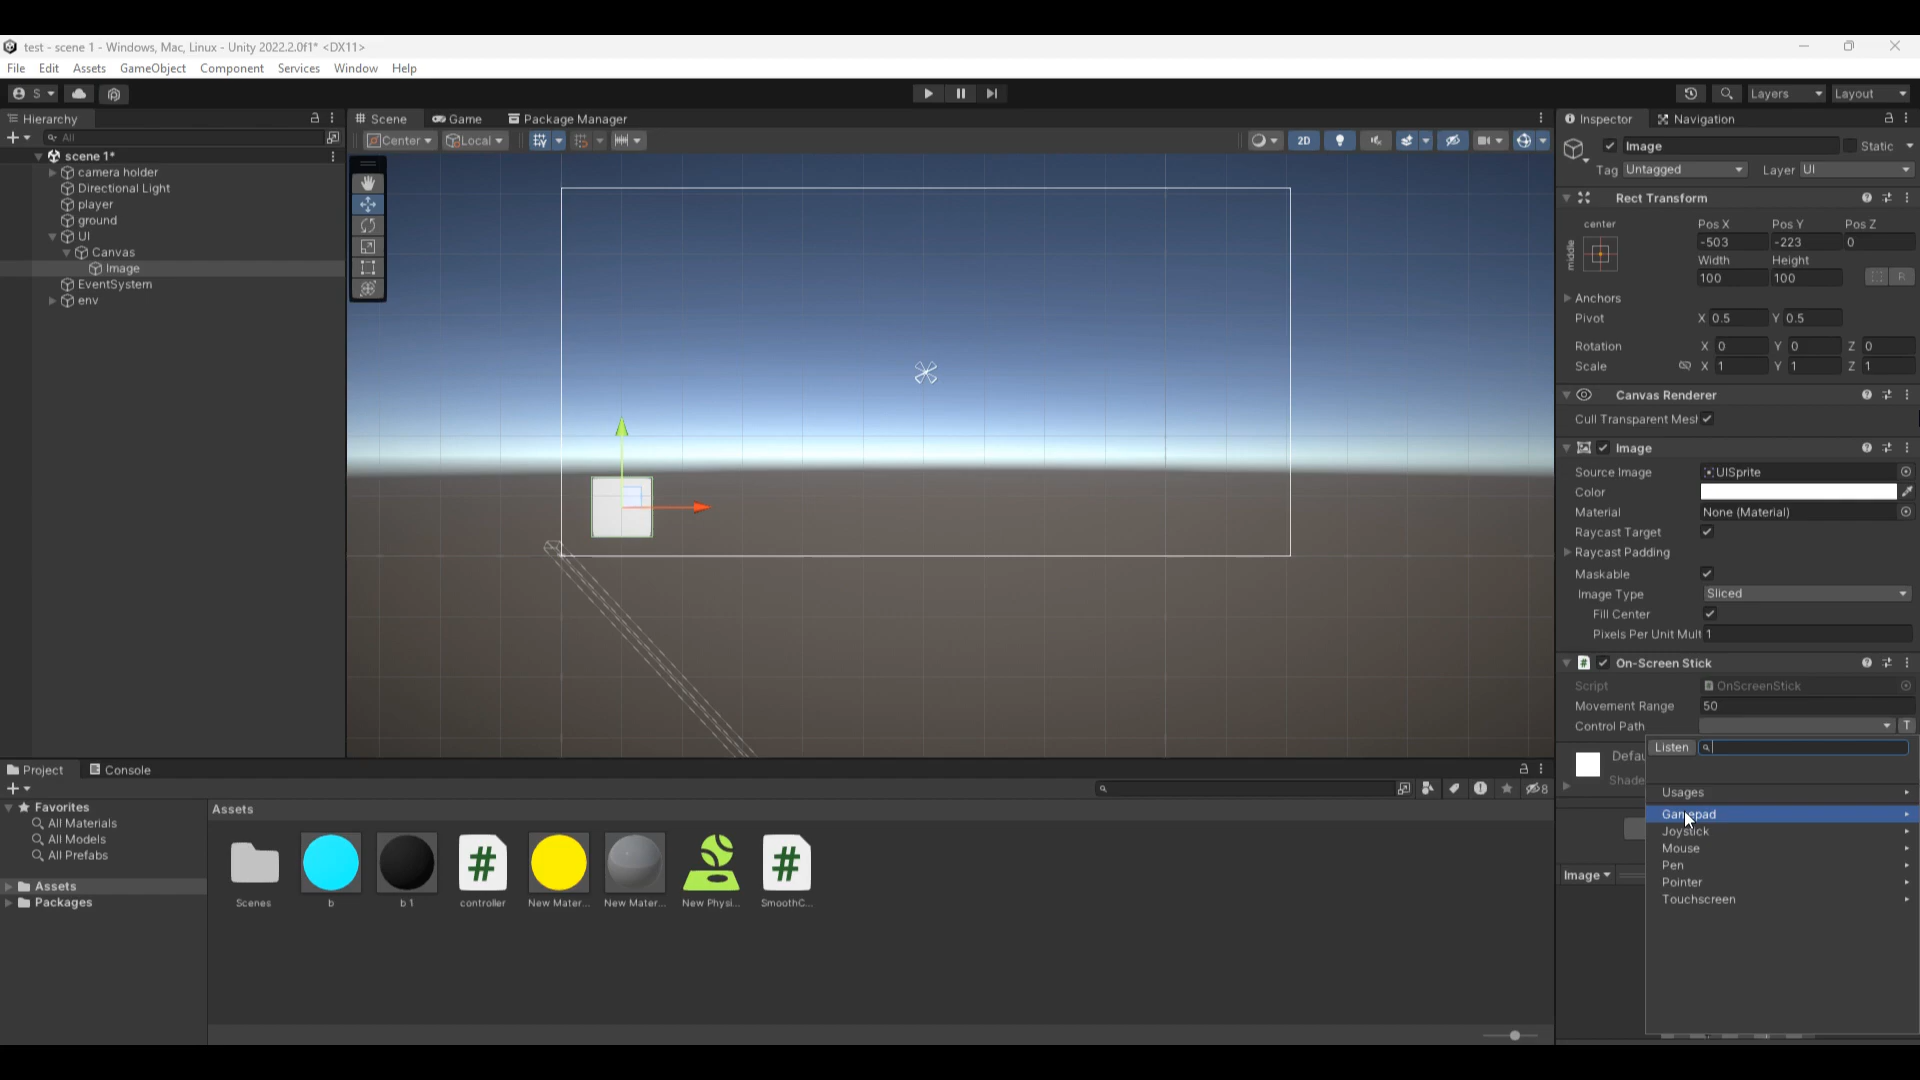 test - scene 1 - Windows, Mac, Linux - Unity 2022.2.0f1* <DX11>
File Edit Assets GameObject Component Services Window Help
S Layers Layout
Hierarchy
All
scene 1*
camera holder
Directional Light
player
ground
UI
Canvas
Image
EventSystem
env
Scene Game Package Manager
Center Local 2D
Inspector Navigation
Image Static
Tag Untagged Layer UI
Rect Transform
center Pos X Pos Y Pos Z
middle -503 -223 0
Width Height
100 100 R
Anchors
Pivot X 0.5 Y 0.5
Rotation X 0 Y 0 Z 0
Scale X 1 Y 1 Z 1
Canvas Renderer
Cull Transparent Mesl
Image
Source Image UISprite
Color
Material None (Material)
Raycast Target
Raycast Padding
Maskable
Image Type Sliced
Fill Center
Pixels Per Unit Mult 1
On-Screen Stick
Script OnScreenStick
Movement Range 50
Control Path T
Listen
Defau
Shade
Usages
Gamepad
Joystick
Mouse
Pen
Pointer
Touchscreen
Image
Project Console
8
Favorites
All Materials
All Models
All Prefabs
Assets
Packages
Assets
Scenes b b 1 controller New Mater... New Mater... New Physi... SmoothC...